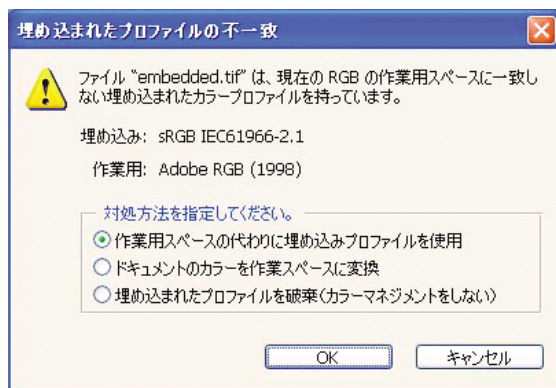 埋め込まれたプロファイルの不一致
ファイル "embedded.tif" は、現在の RGB の作業用スペースに一致し
ない埋め込まれたカラープロファイルを持っています。
埋め込み: sRGB IEC61966-2.1
作業用: Adobe RGB (1998)
対処方法を指定してください。
作業用スペースの代わりに埋め込みプロファイルを使用
ドキュメントのカラーを作業スペースに変換
埋め込まれたプロファイルを破棄(カラーマネジメントをしない)
OK キャンセル